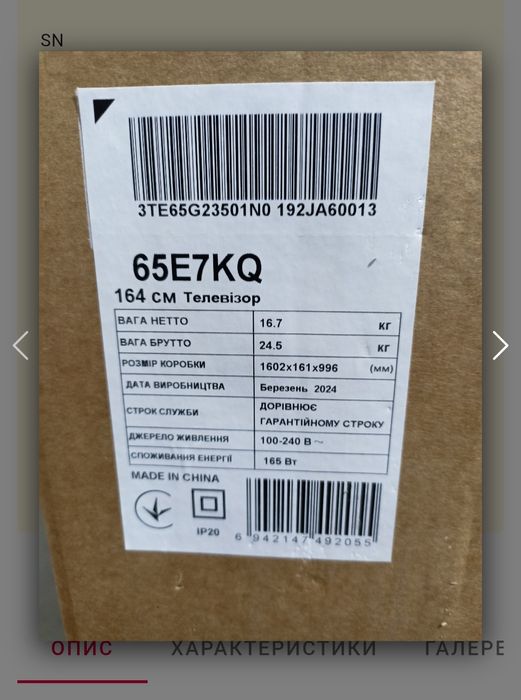 SN
3TE65G23501N0 192JA60013
65E7KQ
164 см Телевізор
ВАГА НЕТТО 16.7 КГ
ВАГА БРУТТО 24.5 КГ
РОЗМІР КОРОБКИ 1602x161x996 (мм)
ДАТА ВИРОБНИЦТВА Березень 2024
СТРОК СЛУЖБИ ДОРІВНЮЄ
ГАРАНТІЙНОМУ СТРОКУ
ДЖЕРЕЛО ЖИВЛЕННЯ 100-240 В ~
СПОЖИВАННЯ ЕНЕРГІЇ 165 Вт
MADE IN CHINA
IP20
6 942147 492055
ОПИС ХАРАКТЕРИСТИКИ ГАЛЕРЕ